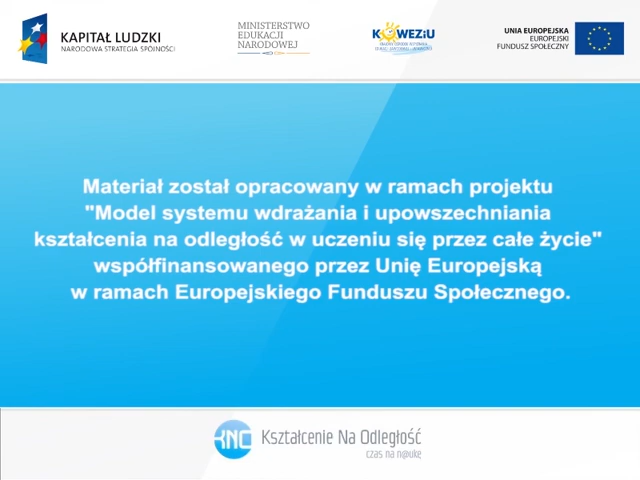 KAPITAŁ LUDZKI
NARODOWA STRATEGIA SPÓJNOŚCI
MINISTERSTWO
EDUKACJI
NARODOWEJ
KOWEZiU
UNIA EUROPEJSKA
EUROPEJSKI
FUNDUSZ SPOŁECZNY
Materiał został opracowany w ramach projektu
"Model systemu wdrażania i upowszechniania
kształcenia na odległość w uczeniu się przez całe życie"
współfinansowanego przez Unię Europejską
w ramach Europejskiego Funduszu Społecznego.
KNO Kształcenie Na Odległość
czas na n@ukę